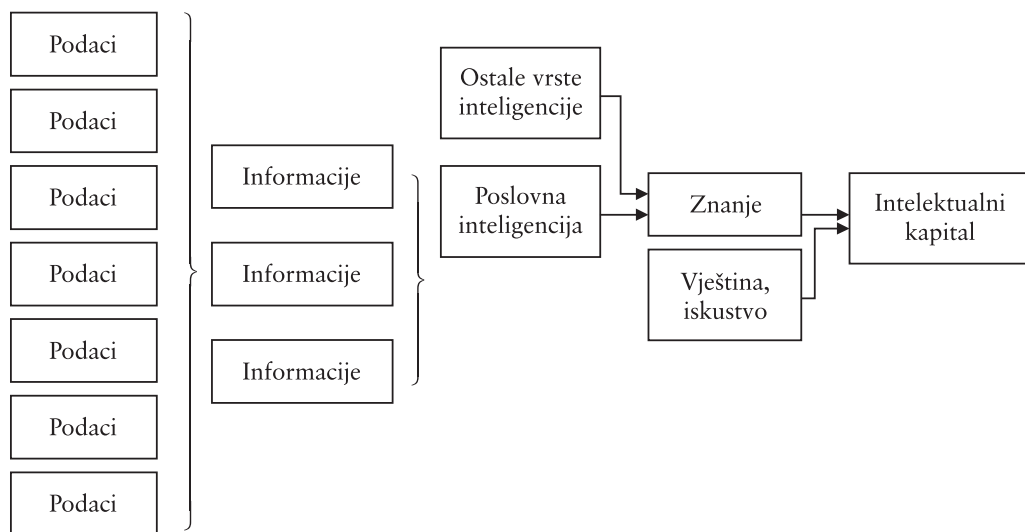 Podaci
Podaci
Podaci
Podaci
Podaci
Podaci
Podaci
Informacije
Informacije
Informacije
Ostale vrste
inteligencije
Poslovna
inteligencija
Znanje
Vještina,
iskustvo
Intelektualni
kapital